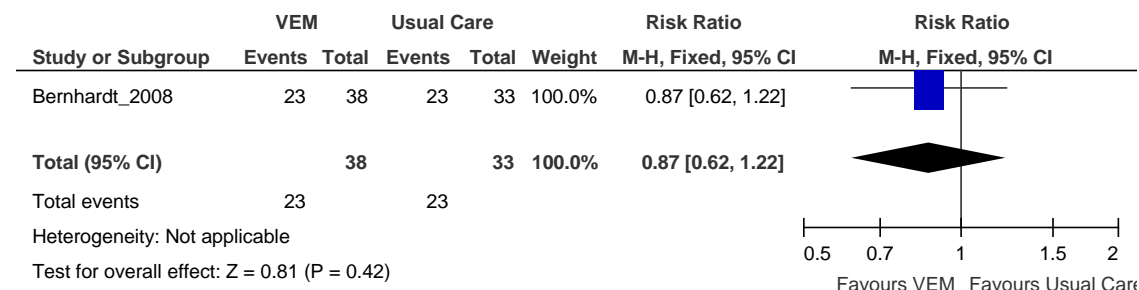 VEM Usual Care Risk Ratio Risk Ratio
Study or Subgroup Events Total Events Total Weight M-H, Fixed, 95% CI M-H, Fixed, 95% CI
Bernhardt_2008 23 38 23 33 100.0% 0.87 [0.62, 1.22]
Total (95% CI) 38 33 100.0% 0.87 [0.62, 1.22]
Total events 23 23
Heterogeneity: Not applicable
Test for overall effect: Z = 0.81 (P = 0.42)
0.5 0.7 1 1.5 2
Favours VEM Favours Usual Care